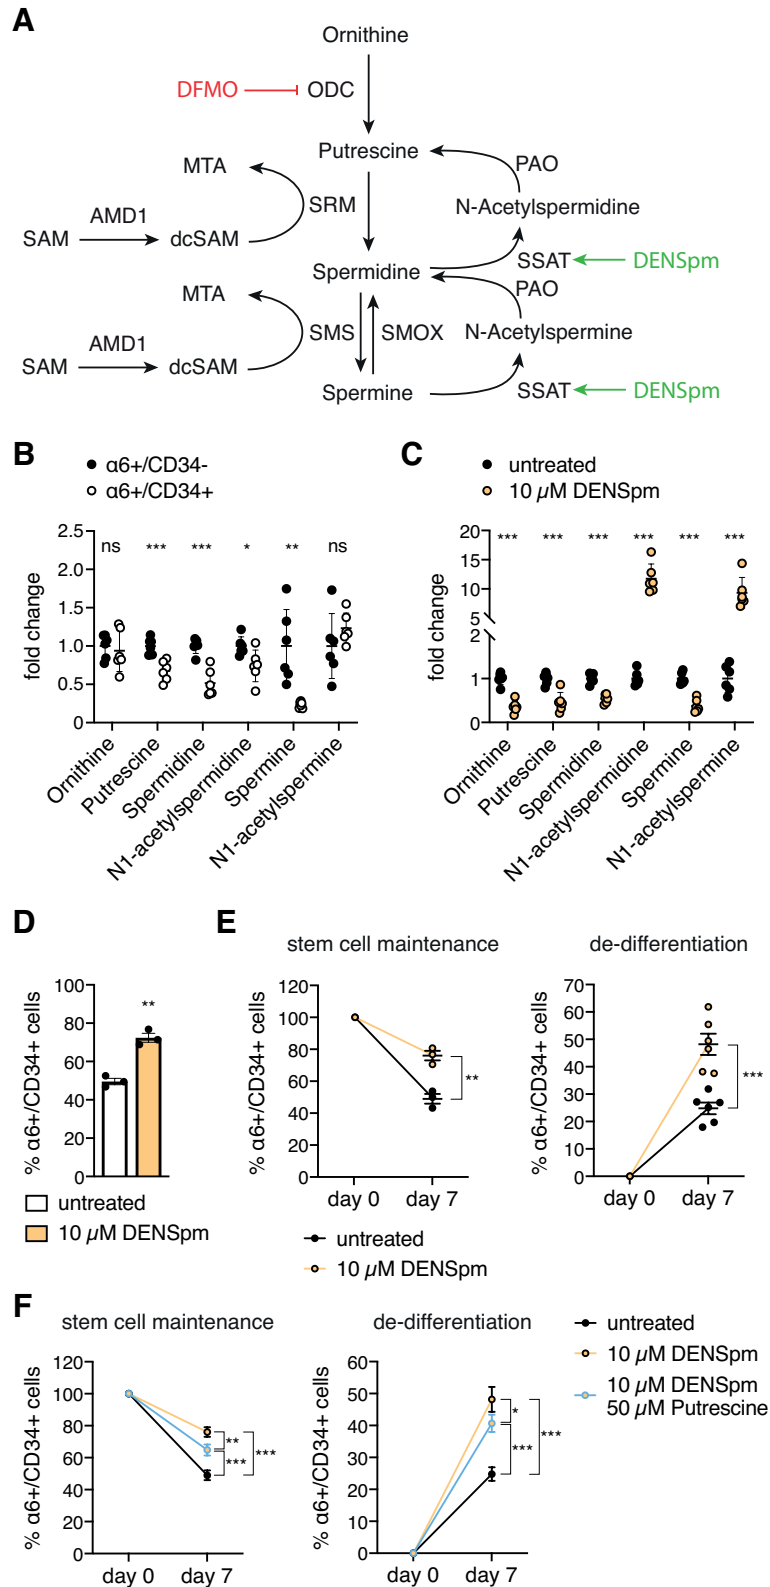 A
Ornithine
DFMO
ODC
Putrescine
MTA
PAO
SRM
N-Acetylspermidine
AMD1
SAM
dcSAM
SSAT
DENSpm
Spermidine
PAO
MTA
SMS
SMOX
N-Acetylspermine
AMD1
SAM
dcSAM
Spermine
SSAT
DENSpm
B
α6+/CD34-
α6+/CD34+
fold change
2.5
2.0
1.5
1.0
0.5
0
ns
***
***
*
**
ns
Ornithine
Putrescine
Spermidine
N1-acetylspermidine
Spermine
N1-acetylspermine
C
untreated
10 µM DENSpm
fold change
20
15
10
5
2
1
0
***
***
***
***
***
***
Ornithine
Putrescine
Spermidine
N1-acetylspermidine
Spermine
N1-acetylspermine
D
% α6+/CD34+ cells
100
80
60
40
20
0
**
untreated
10 µM DENSpm
E
stem cell maintenance
% α6+/CD34+ cells
120
100
80
60
40
20
0
**
day 0
day 7
de-differentiation
% α6+/CD34+ cells
70
60
50
40
30
20
10
0
***
day 0
day 7
untreated
10 µM DENSpm
F
stem cell maintenance
% α6+/CD34+ cells
120
100
80
60
40
20
0
**
***
***
day 0
day 7
de-differentiation
% α6+/CD34+ cells
60
50
40
30
20
10
0
*
***
***
day 0
day 7
untreated
10 µM DENSpm
10 µM DENSpm
50 µM Putrescine